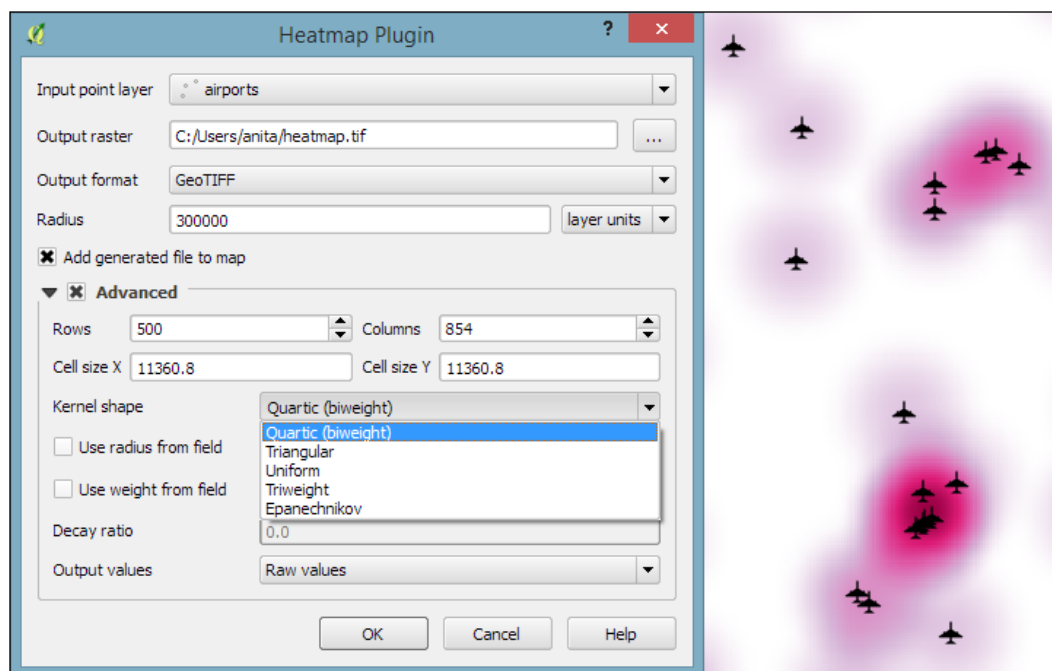 Heatmap Plugin
?
Input point layer airports
Output raster C:/Users/anita/heatmap.tif ...
Output format GeoTIFF
Radius 300000 layer units
Add generated file to map
Advanced
Rows 500 Columns 854
Cell size X 11360.8 Cell size Y 11360.8
Kernel shape Quartic (biweight)
Quartic (biweight)
Triangular
Use radius from field
Uniform
Triweight
Use weight from field
Epanechnikov
Decay ratio 0.0
Output values Raw values
OK Cancel Help